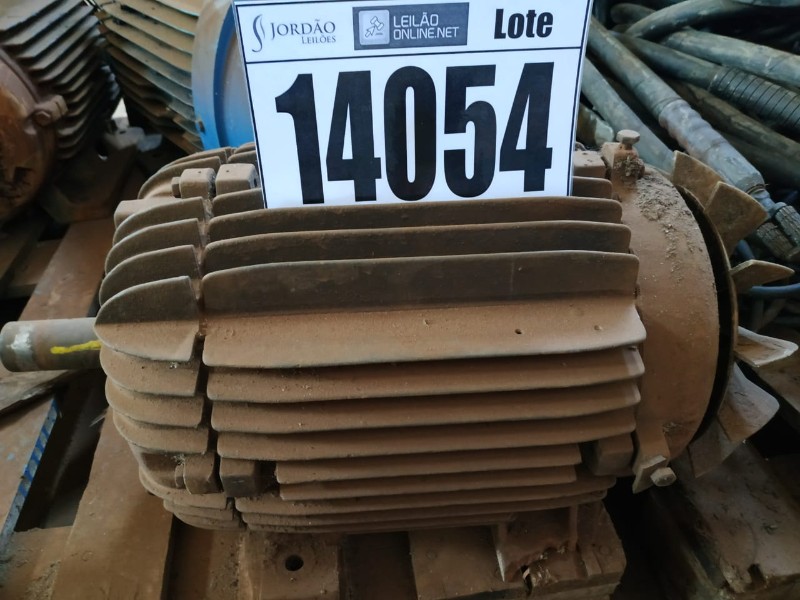 JORDÃO
LEILÕES
LEILÃO
ONLINE.NET
Lote
14054